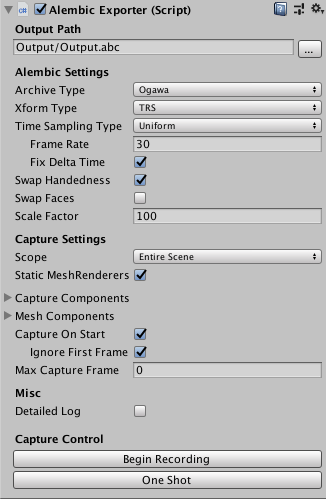 Alembic Exporter (Script)
Output Path
Output/Output.abc ...
Alembic Settings
Archive Type Ogawa
Xform Type TRS
Time Sampling Type Uniform
Frame Rate 30
Fix Delta Time
Swap Handedness
Swap Faces
Scale Factor 100
Capture Settings
Scope Entire Scene
Static MeshRenderers
Capture Components
Mesh Components
Capture On Start
Ignore First Frame
Max Capture Frame 0
Misc
Detailed Log
Capture Control
Begin Recording
One Shot